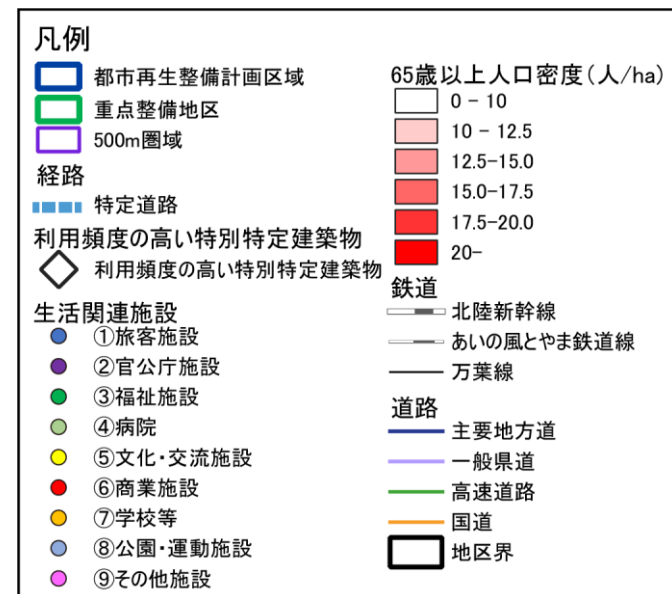 凡例
都市再生整備計画区域
重点整備地区
500m圏域
経路
特定道路
利用頻度の高い特別特定建築物
利用頻度の高い特別特定建築物
生活関連施設
①旅客施設
②官公庁施設
③福祉施設
④病院
⑤文化・交流施設
⑥商業施設
⑦学校等
⑧公園・運動施設
⑨その他施設
65歳以上人口密度(人/ha)
0 - 10
10 - 12.5
12.5-15.0
15.0-17.5
17.5-20.0
20-
鉄道
北陸新幹線
あいの風とやま鉄道線
万葉線
道路
主要地方道
一般県道
高速道路
国道
地区界